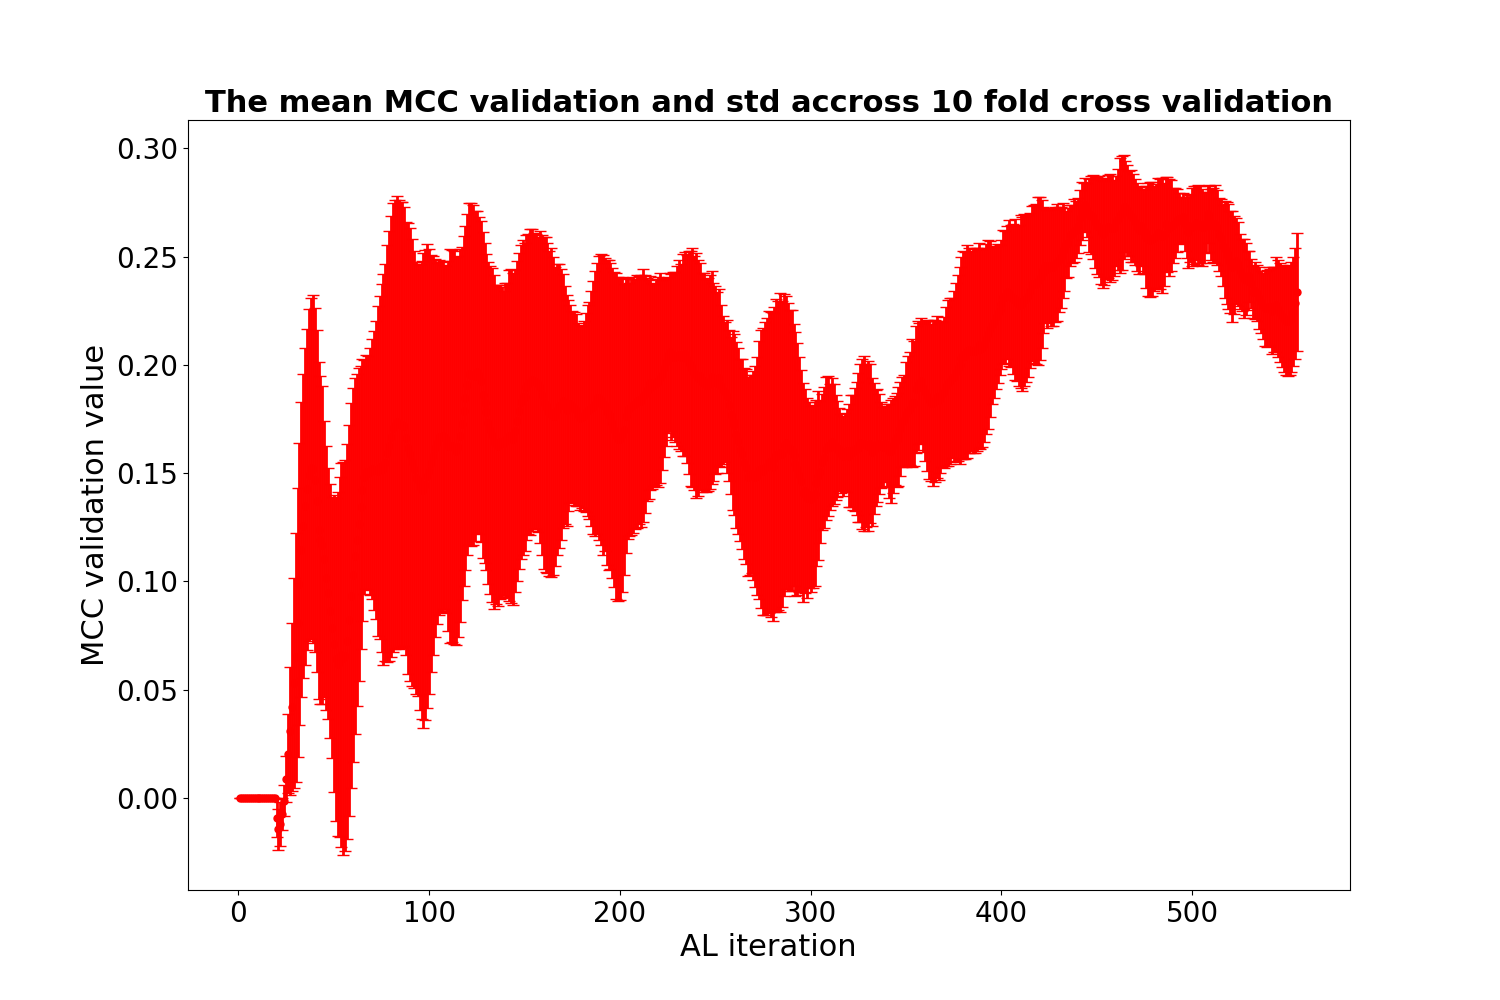 The mean MCC validation and std accross 10 fold cross validation
0.30
0.25
0.20
0.15
0.10
0.05
0.00
MCC validation value
0 100 200 300 400 500
AL iteration